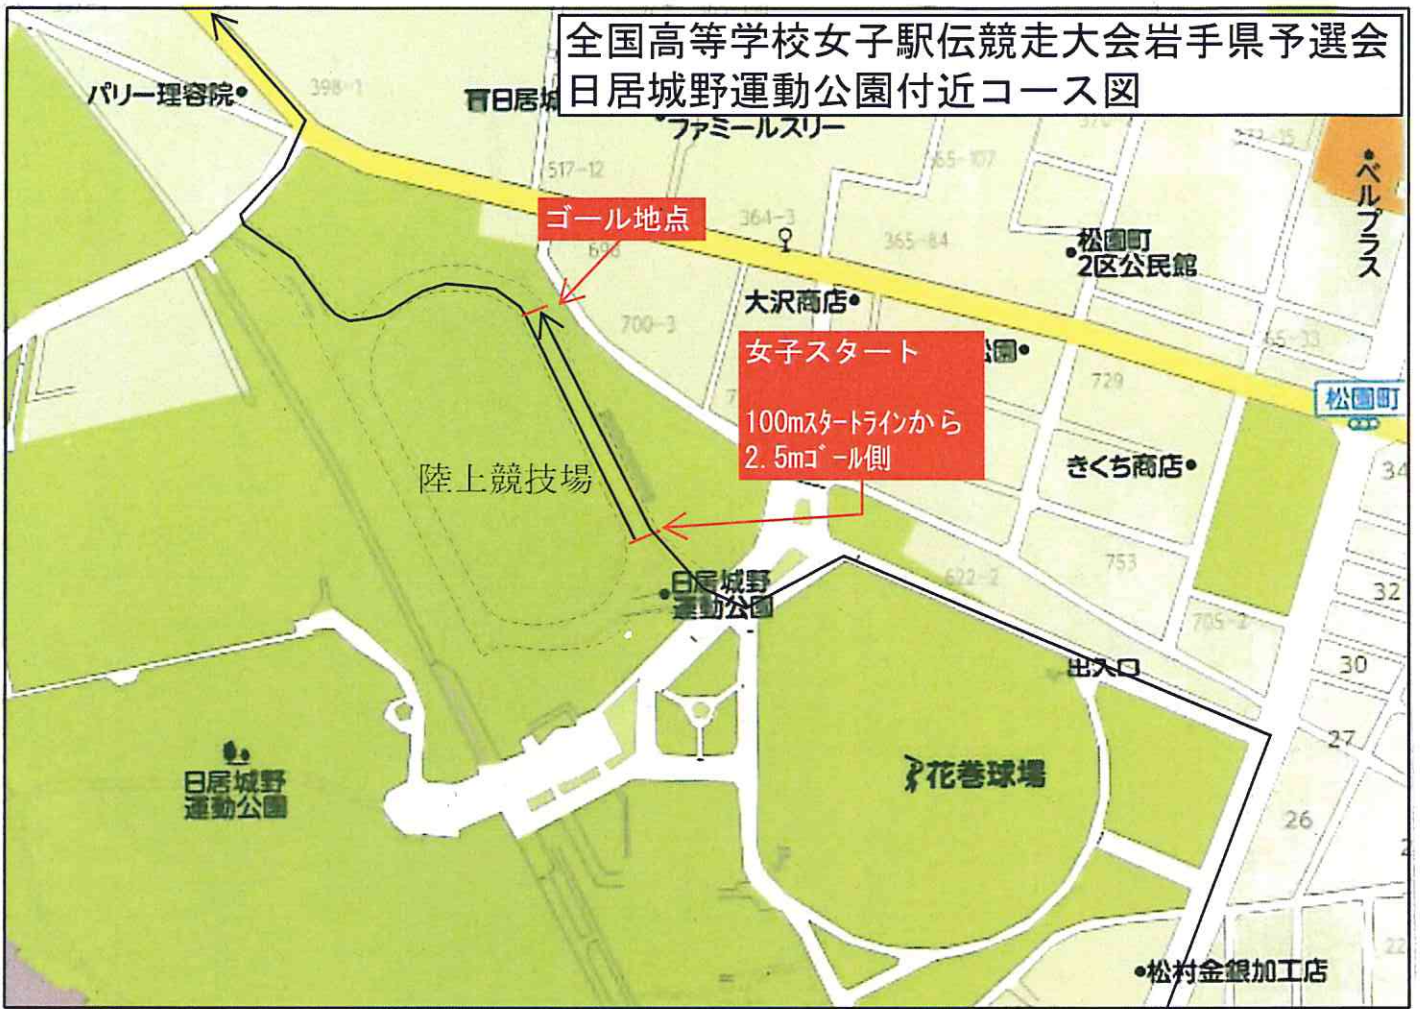 全国高等学校女子駅伝競走大会岩手県予選会
日居城野運動公園付近コース図
パリー理容院
398-1
日居城
ファミールスリー
517-12
365-107
ベルプラス
ゴール地点
364-3
365-84
松園町
2区公民館
大沢商店
700-3
女子スタート
100mスタートラインから
2.5mゴール側
729
松園町
きくち商店
34
陸上競技場
753
622-2
日居城野
運動公園
32
705-2
出入口
30
27
日居城野
運動公園
花巻球場
26
22
松村金銀加工店